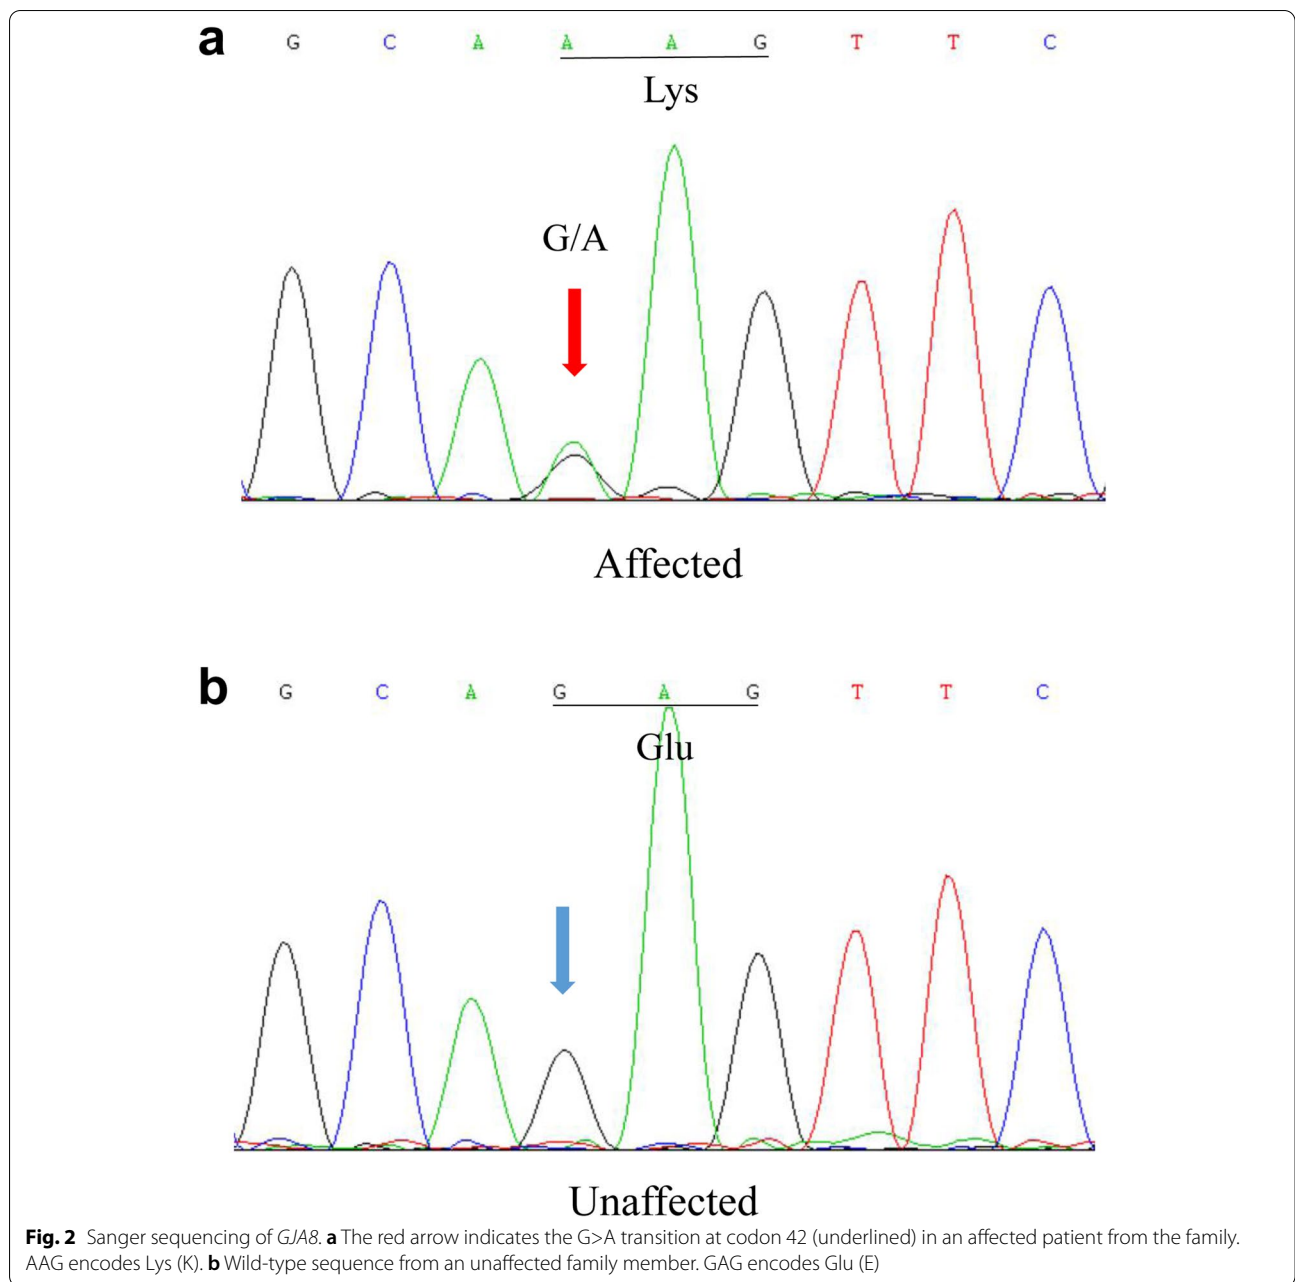 a G C A A A G T T C
Lys
G/A
Affected
b G C A G A G T T C
Glu
Unaffected
Fig. 2 Sanger sequencing of GJA8. a The red arrow indicates the G>A transition at codon 42 (underlined) in an affected patient from the family.
AAG encodes Lys (K). b Wild-type sequence from an unaffected family member. GAG encodes Glu (E)